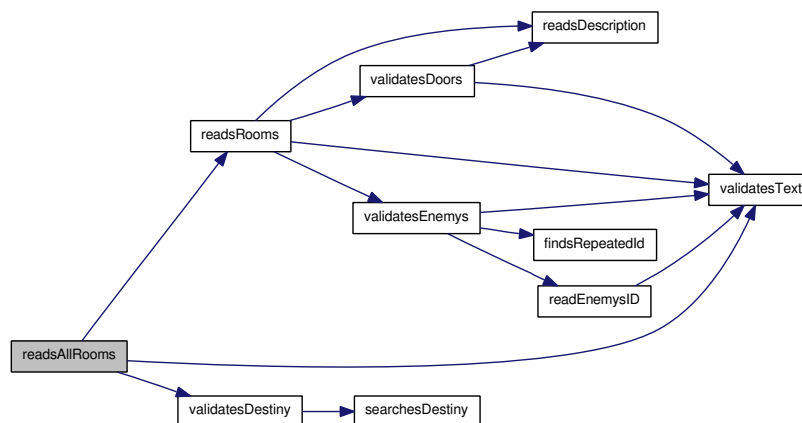 readsDescription
validatesDoors
readsRooms
validatesText
validatesEnemys
findsRepeatedId
readEnemysID
readsAllRooms
validatesDestiny
searchesDestiny